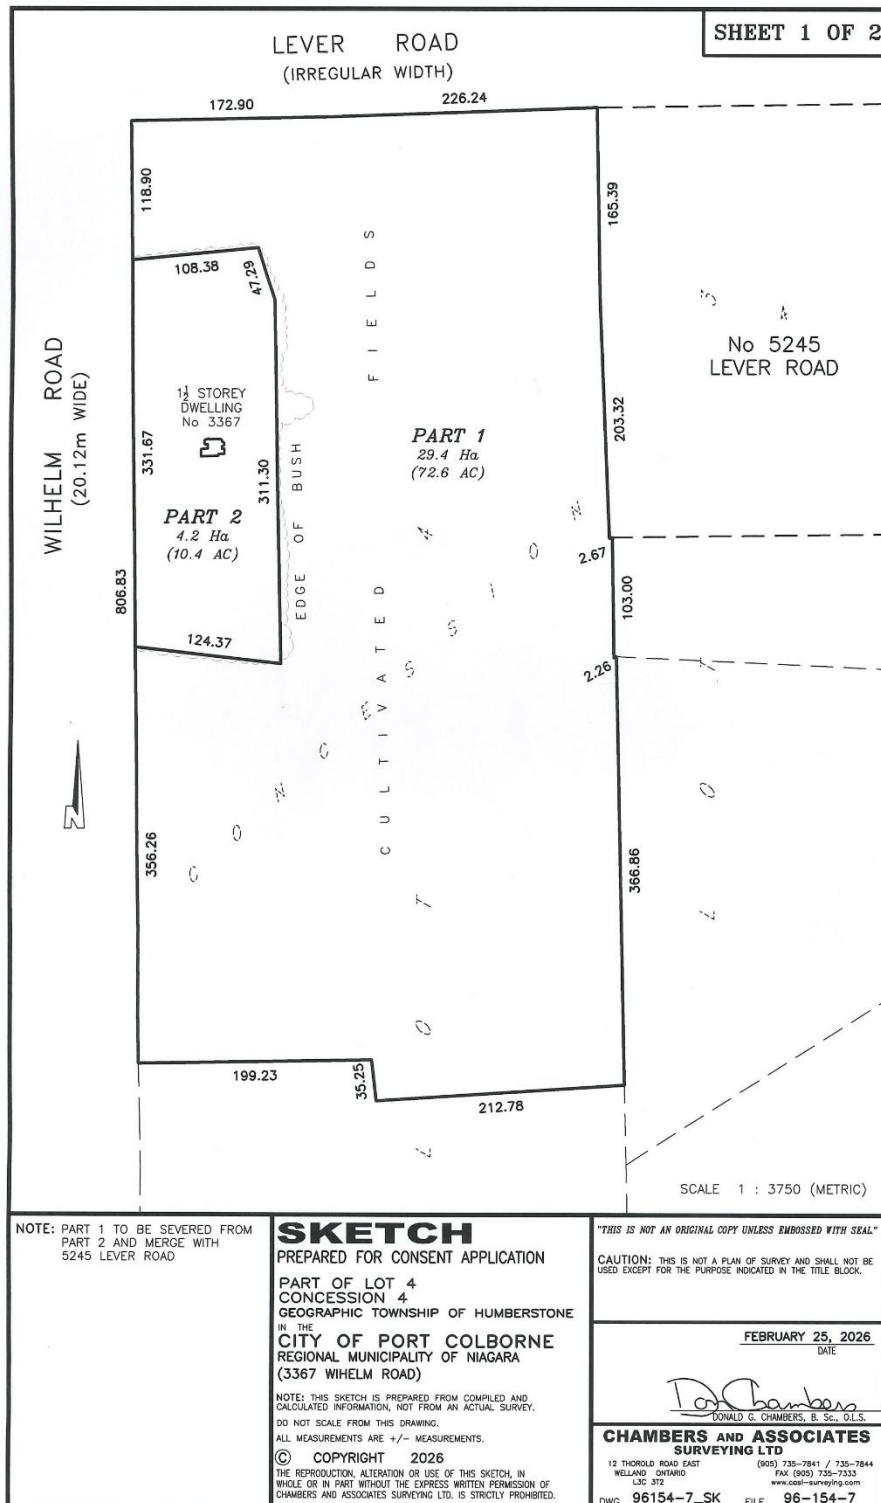 SHEET 1 OF 2
LEVER ROAD
(IRREGULAR WIDTH)
172.90
226.24
118.90
165.39
108.38
47.29
FIELDS
3 4
No 5245
LEVER ROAD
WILHELM ROAD
(20.12m WIDE)
1½ STOREY
DWELLING
No 3367
331.67
311.30
EDGE OF BUSH
PART 1
29.4 Ha
(72.6 AC)
203.32
PART 2
4.2 Ha
(10.4 AC)
2.67
806.83
103.00
124.37
2.26
CULTIVATED
CONCESSION 4
N
356.26
366.86
LOT
LOT
199.23
35.25
212.78
SCALE 1 : 3750 (METRIC)
NOTE: PART 1 TO BE SEVERED FROM
PART 2 AND MERGE WITH
5245 LEVER ROAD
SKETCH
PREPARED FOR CONSENT APPLICATION
PART OF LOT 4
CONCESSION 4
GEOGRAPHIC TOWNSHIP OF HUMBERSTONE
IN THE
CITY OF PORT COLBORNE
REGIONAL MUNICIPALITY OF NIAGARA
(3367 WIHELM ROAD)
NOTE: THIS SKETCH IS PREPARED FROM COMPILED AND
CALCULATED INFORMATION, NOT FROM AN ACTUAL SURVEY.
DO NOT SCALE FROM THIS DRAWING.
ALL MEASUREMENTS ARE +/- MEASUREMENTS.
© COPYRIGHT 2026
THE REPRODUCTION, ALTERATION OR USE OF THIS SKETCH, IN
WHOLE OR IN PART WITHOUT THE EXPRESS WRITTEN PERMISSION OF
CHAMBERS AND ASSOCIATES SURVEYING LTD. IS STRICTLY PROHIBITED.
"THIS IS NOT AN ORIGINAL COPY UNLESS EMBOSSED WITH SEAL"
CAUTION: THIS IS NOT A PLAN OF SURVEY AND SHALL NOT BE
USED EXCEPT FOR THE PURPOSE INDICATED IN THE TITLE BLOCK.
FEBRUARY 25, 2026
DATE
Don Chambers
DONALD G. CHAMBERS, B. Sc., O.L.S.
CHAMBERS AND ASSOCIATES
SURVEYING LTD
12 THOROLD ROAD EAST
WELLAND ONTARIO
L3C 3T2
(905) 735-7841 / 735-7844
FAX (905) 735-7333
www.casl-surveying.com
DWG 96154-7_SK FILE 96-154-7